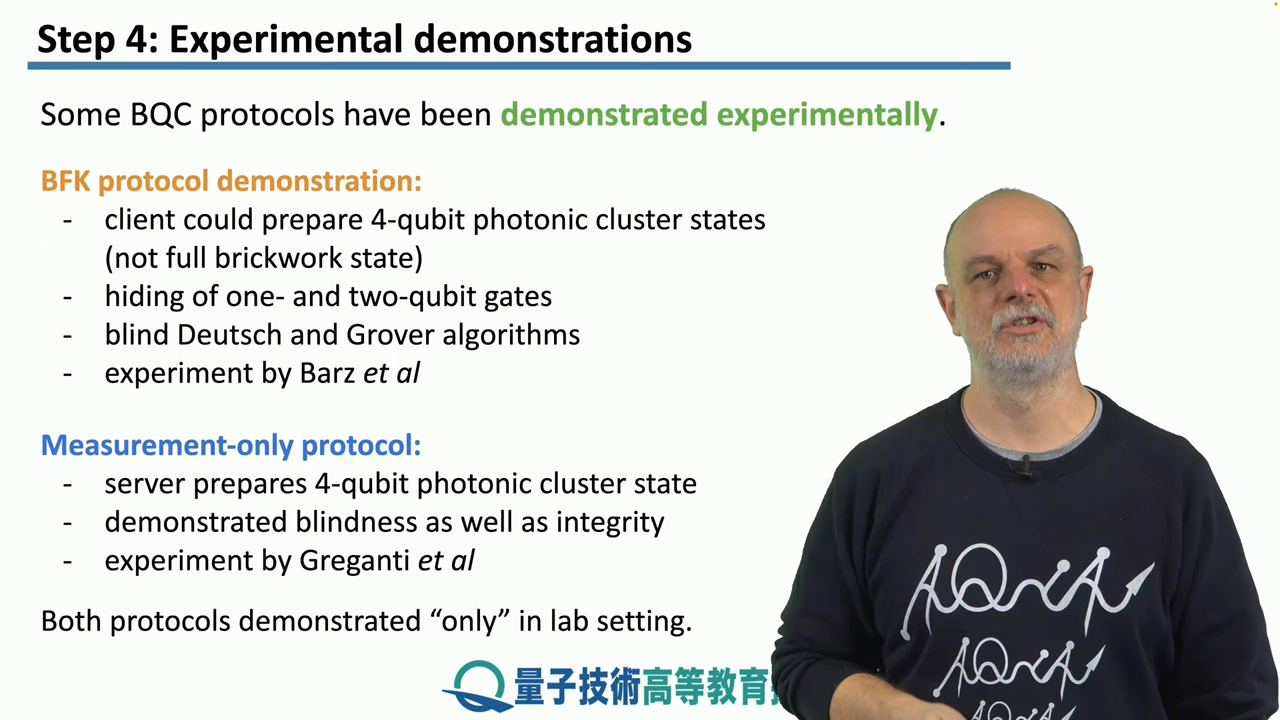 Step 4: Experimental demonstrations
Some BQC protocols have been demonstrated experimentally.
BFK protocol demonstration:
- client could prepare 4-qubit photonic cluster states
(not full brickwork state)
- hiding of one- and two-qubit gates
- blind Deutsch and Grover algorithms
- experiment by Barz et al
Measurement-only protocol:
- server prepares 4-qubit photonic cluster state
- demonstrated blindness as well as integrity
- experiment by Greganti et al
Both protocols demonstrated “only” in lab setting.
量子技術高等教育
AQUA
AQUA
AQUA